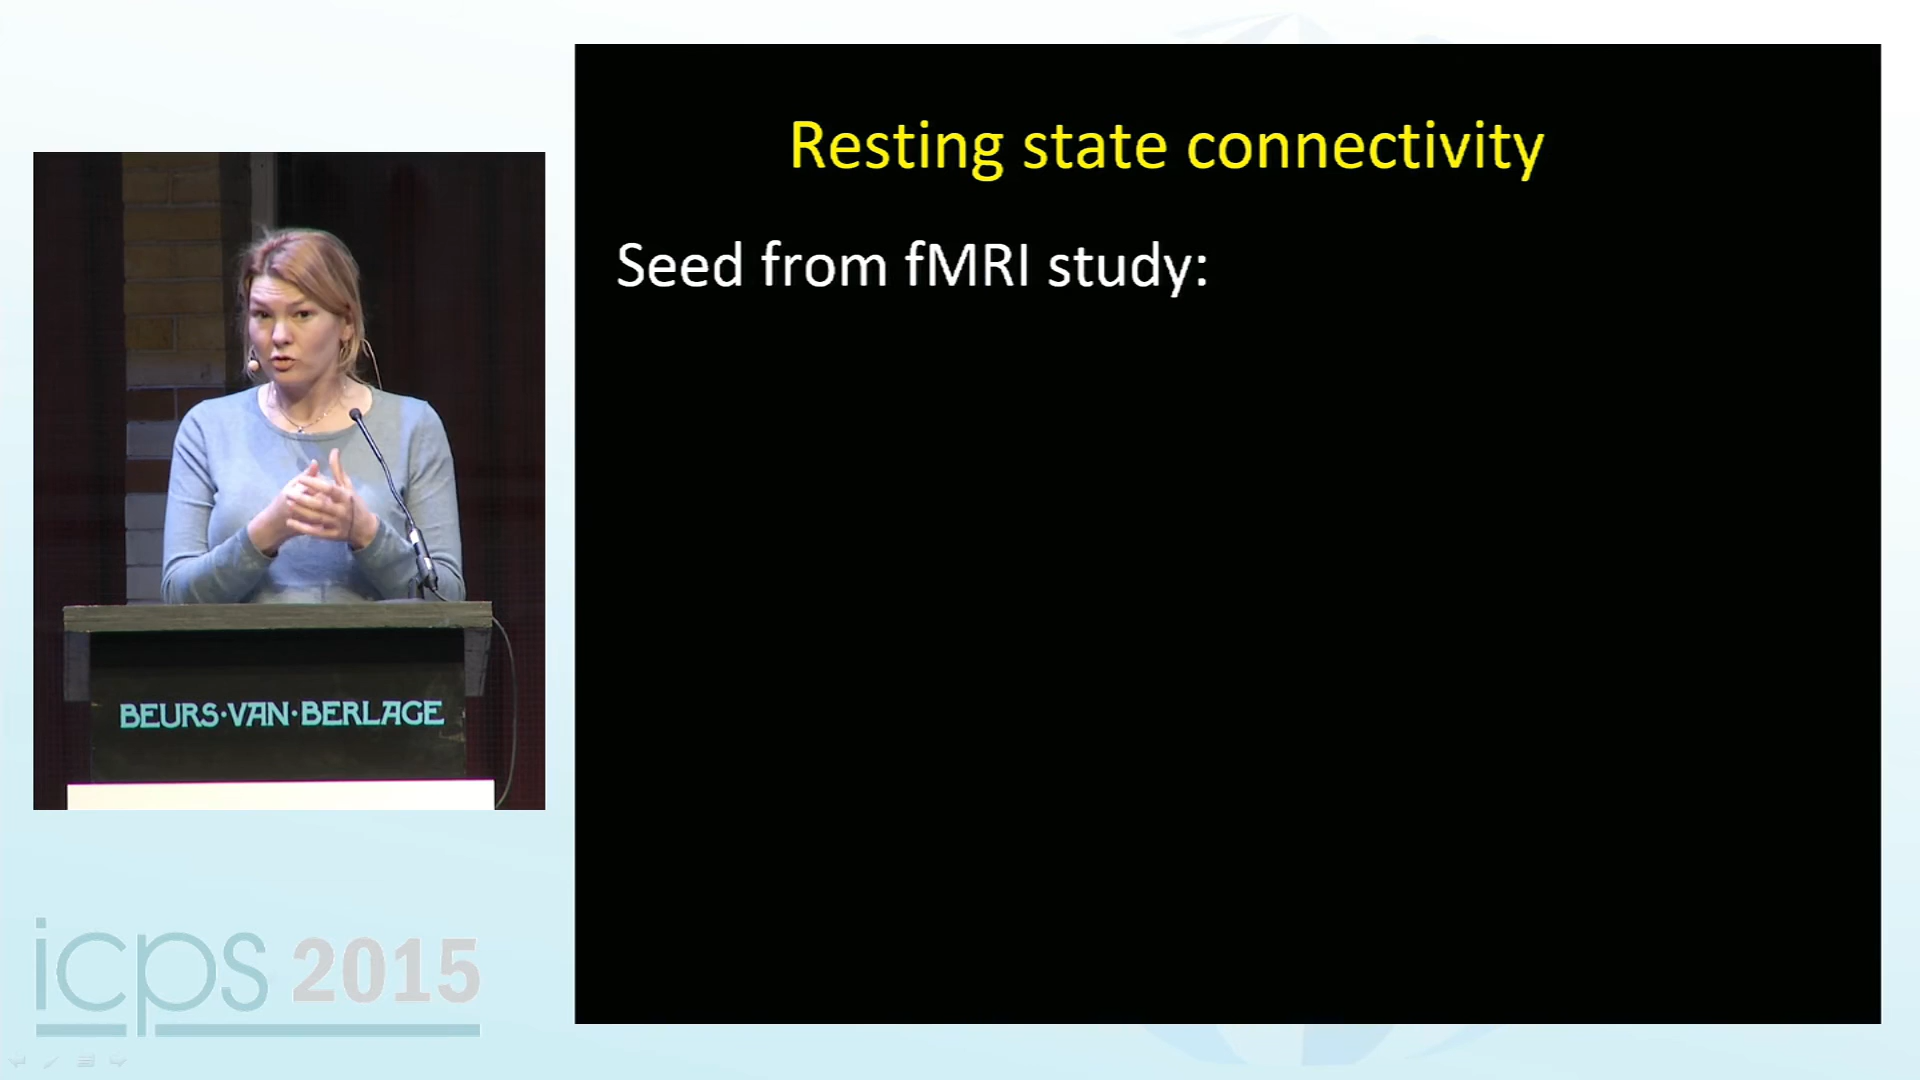 Resting state connectivity
Seed from fMRI study:
BEURS·VAN·BERLAGE
icps 2015